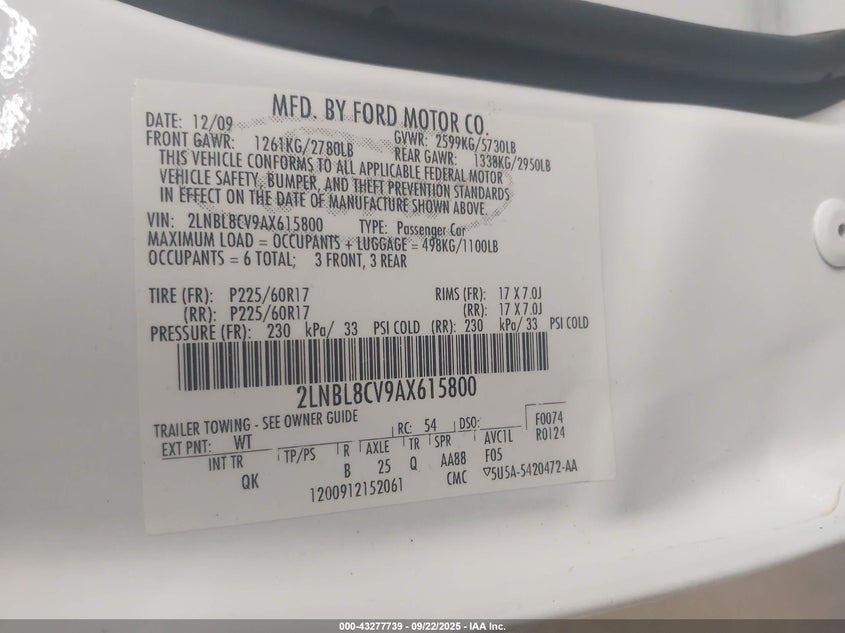 MFD. BY FORD MOTOR CO.
DATE: 12/09 GVWR: 2599KG/5730LB
FRONT GAWR: 1261KG/2780LB REAR GAWR: 1338KG/2950LB
THIS VEHICLE CONFORMS TO ALL APPLICABLE FEDERAL MOTOR
VEHICLE SAFETY, BUMPER, AND THEFT PREVENTION STANDARDS
IN EFFECT ON THE DATE OF MANUFACTURE SHOWN ABOVE.
VIN: 2LNBL8CV9AX615800 TYPE: Passenger Car
MAXIMUM LOAD = OCCUPANTS + LUGGAGE = 498KG/1100LB
OCCUPANTS = 6 TOTAL; 3 FRONT, 3 REAR
TIRE (FR): P225/60R17 RIMS (FR): 17 X 7.0J
(RR): P225/60R17 (RR): 17 X 7.0J
PRESSURE (FR): 230 kPa/ 33 PSI COLD (RR): 230 kPa/ 33 PSI COLD
2LNBL8CV9AX615800
TRAILER TOWING - SEE OWNER GUIDE
RC: 54 DSO: F0074
EXT PNT: WT R0124
INT TR TP/PS R AXLE TR SPR AVC1L
QK B 25 Q AA88 F05
1200912152061 CMC 5U5A-5420472-AA
000-43277739 - 09/22/2025 - IAA Inc.